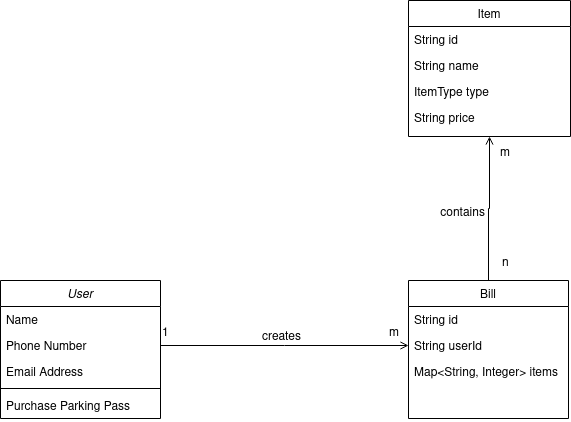 Item
String id
String name
ItemType type
String price
m
contains
n
User
Name
Phone Number
Email Address
Purchase Parking Pass
1
creates
m
Bill
String id
String userId
Map<String, Integer> items